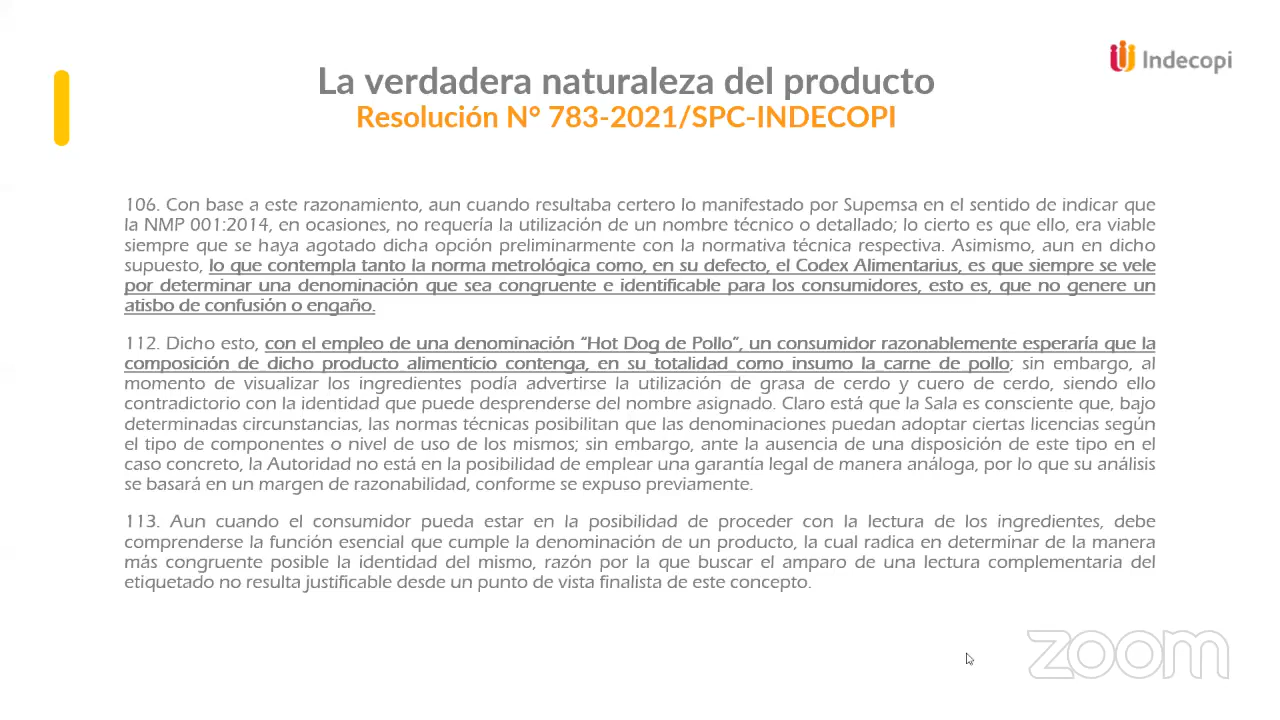 Indecopi
La verdadera naturaleza del producto
Resolución N° 783-2021/SPC-INDECOPI
106. Con base a este razonamiento, aun cuando resultaba certero lo manifestado por Supemsa en el sentido de indicar que
la NMP 001:2014, en ocasiones, no requería la utilización de un nombre técnico o detallado; lo cierto es que ello, era viable
siempre que se haya agotado dicha opción preliminarmente con la normativa técnica respectiva. Asimismo, aun en dicho
supuesto, lo que contempla tanto la norma metrológica como, en su defecto, el Codex Alimentarius, es que siempre se vele
por determinar una denominación que sea congruente e identificable para los consumidores, esto es, que no genere un
atisbo de confusión o engaño.
112. Dicho esto, con el empleo de una denominación “Hot Dog de Pollo”, un consumidor razonablemente esperaría que la
composición de dicho producto alimenticio contenga, en su totalidad como insumo la carne de pollo; sin embargo, al
momento de visualizar los ingredientes podía advertirse la utilización de grasa de cerdo y cuero de cerdo, siendo ello
contradictorio con la identidad que puede desprenderse del nombre asignado. Claro está que la Sala es consciente que, bajo
determinadas circunstancias, las normas técnicas posibilitan que las denominaciones puedan adoptar ciertas licencias según
el tipo de componentes o nivel de uso de los mismos; sin embargo, ante la ausencia de una disposición de este tipo en el
caso concreto, la Autoridad no está en la posibilidad de emplear una garantía legal de manera análoga, por lo que su análisis
se basará en un margen de razonabilidad, conforme se expuso previamente.
113. Aun cuando el consumidor pueda estar en la posibilidad de proceder con la lectura de los ingredientes, debe
comprenderse la función esencial que cumple la denominación de un producto, la cual radica en determinar de la manera
más congruente posible la identidad del mismo, razón por la que buscar el amparo de una lectura complementaria del
etiquetado no resulta justificable desde un punto de vista finalista de este concepto.
zoom